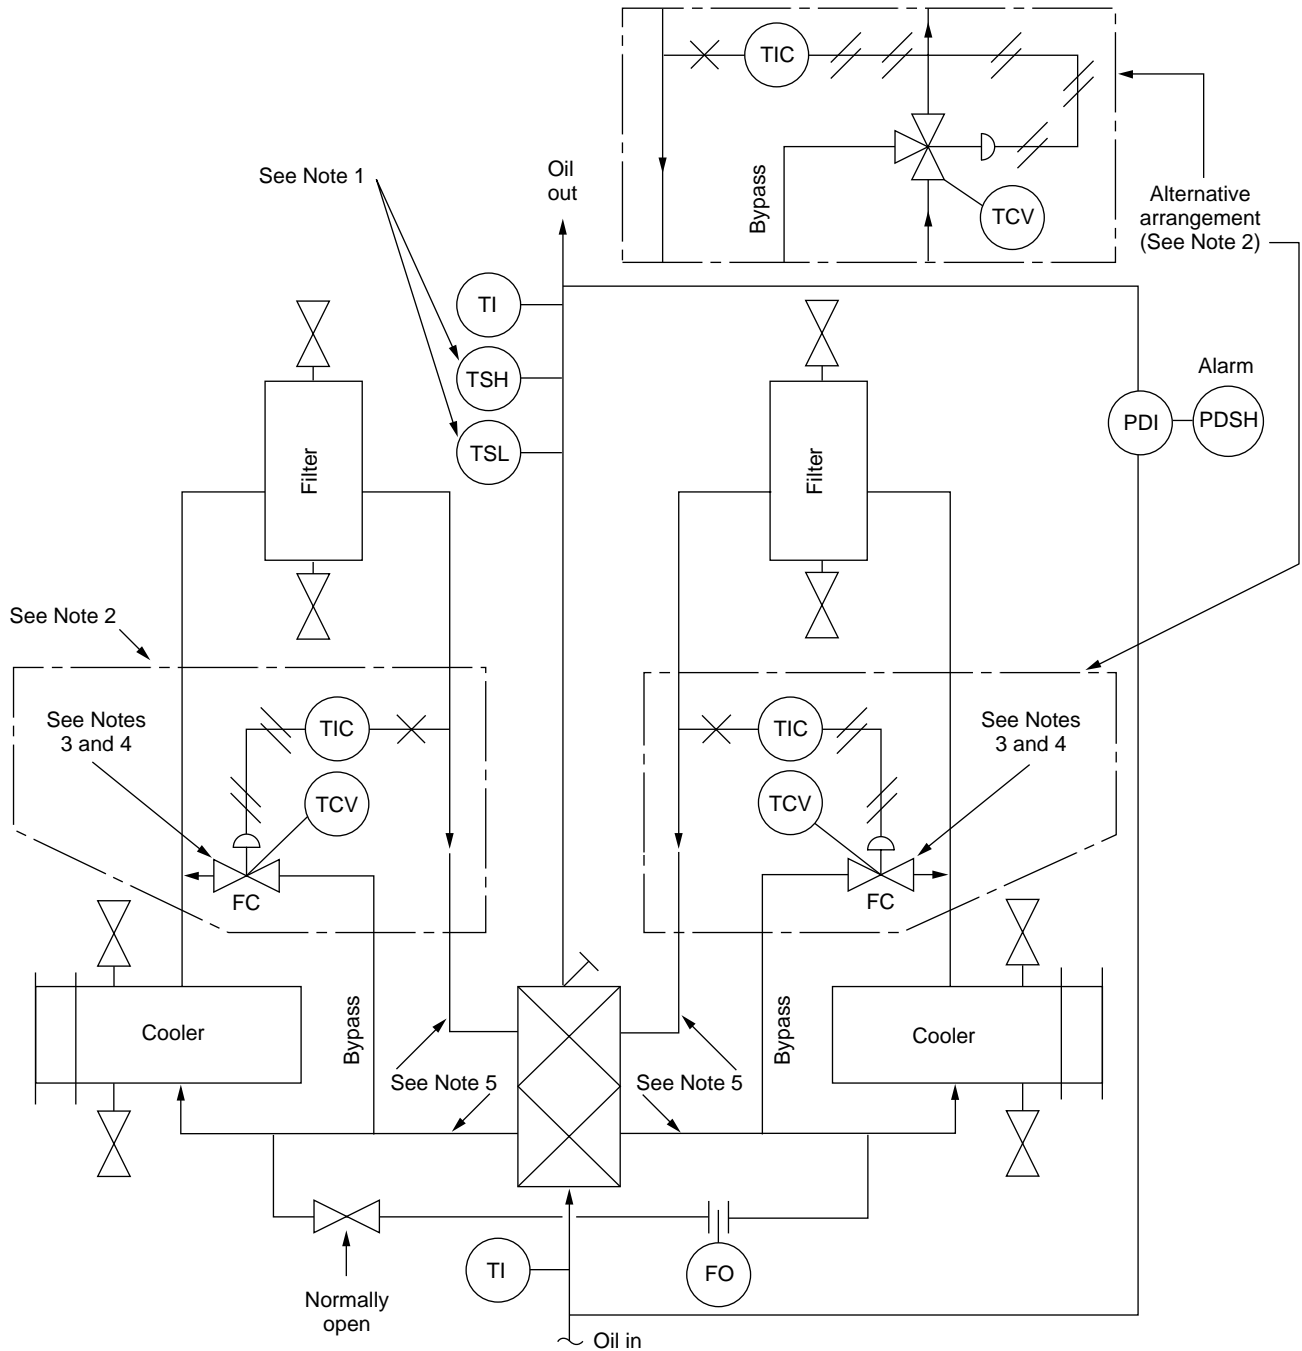 TIC
Bypass
TCV
Alternative
arrangement
(See Note 2)
See Note 1
Oil
out
TI
TSH
TSL
Filter
Filter
Alarm
PDI
PDSH
See Note 2
See Notes
3 and 4
TIC
TCV
FC
TIC
TCV
FC
See Notes
3 and 4
Cooler
Bypass
See Note 5
See Note 5
Bypass
Cooler
Normally
open
TI
FO
Oil in